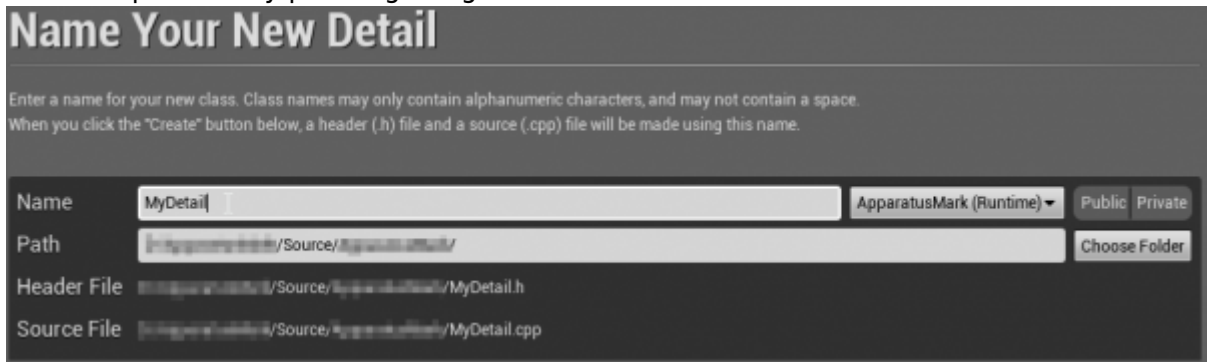 Name Your New Detail
Enter a name for your new class. Class names may only contain alphanumeric characters, and may not contain a space.
When you click the "Create" button below, a header (.h) file and a source (.cpp) file will be made using this name.
Name MyDetail ApparatusMark (Runtime) Public Private
Path /Source/ / Choose Folder
Header File /Source/ /MyDetail.h
Source File /Source/ /MyDetail.cpp